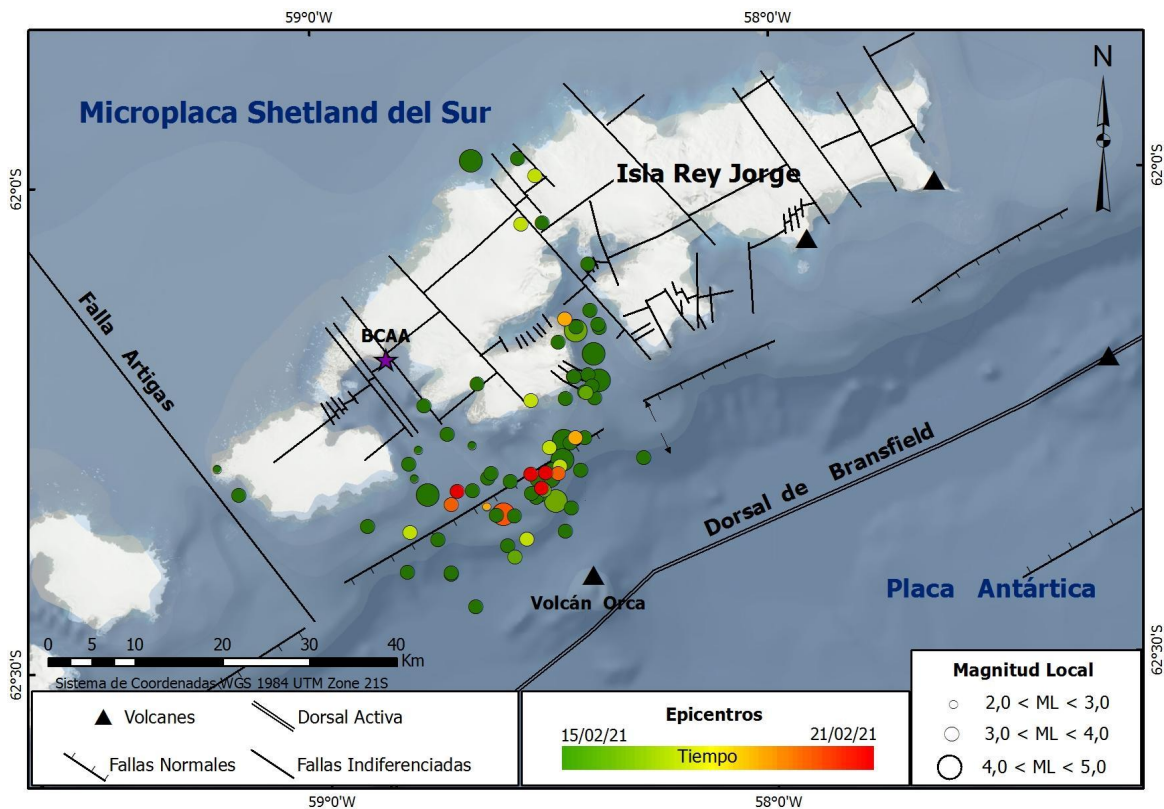 59°0'W
58°0'W
N
Microplaca Shetland del Sur
Isla Rey Jorge
62°0'S
62°0'S
Falla Artigas
BCAA
Dorsal de Bransfield
Volcán Orca
Placa Antártica
0 5 10 20 30 40
Km
62°30'S
62°30'S
Sistema de Coordenadas WGS 1984 UTM Zone 21S
Volcanes
Dorsal Activa
Fallas Normales
Fallas Indiferenciadas
Epicentros
15/02/21
21/02/21
Tiempo
Magnitud Local
2,0 < ML < 3,0
3,0 < ML < 4,0
4,0 < ML < 5,0
59°0'W
58°0'W